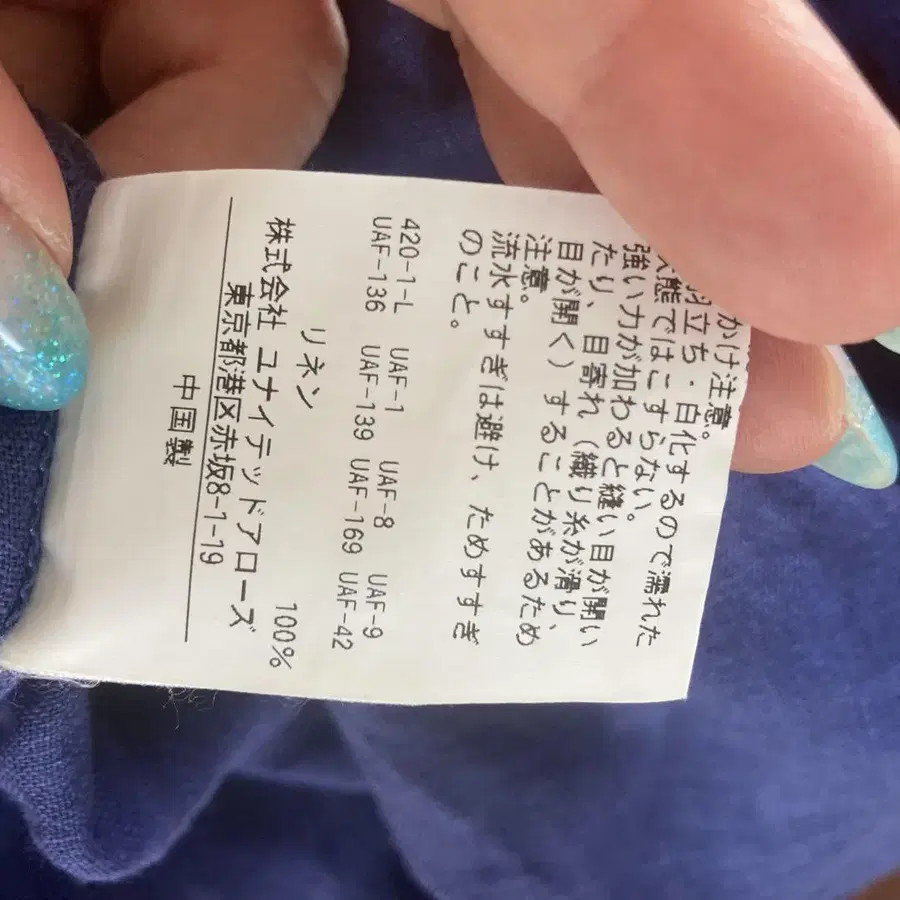 かけ注意。
羽立ち・白化するので濡れた
状態ではこすらない。
強い力が加わると縫い目が開い
たり、目寄れ(織り糸が滑り、
目が開く)することがあるため
注意。
流水すすぎは避け、ためすすぎ
のこと。
420-1-L UAF-1 UAF-8 UAF-9
UAF-136 UAF-139 UAF-169 UAF-42
リネン 100%
株式会社 ユナイテッドアローズ
東京都港区赤坂8-1-19
中国製